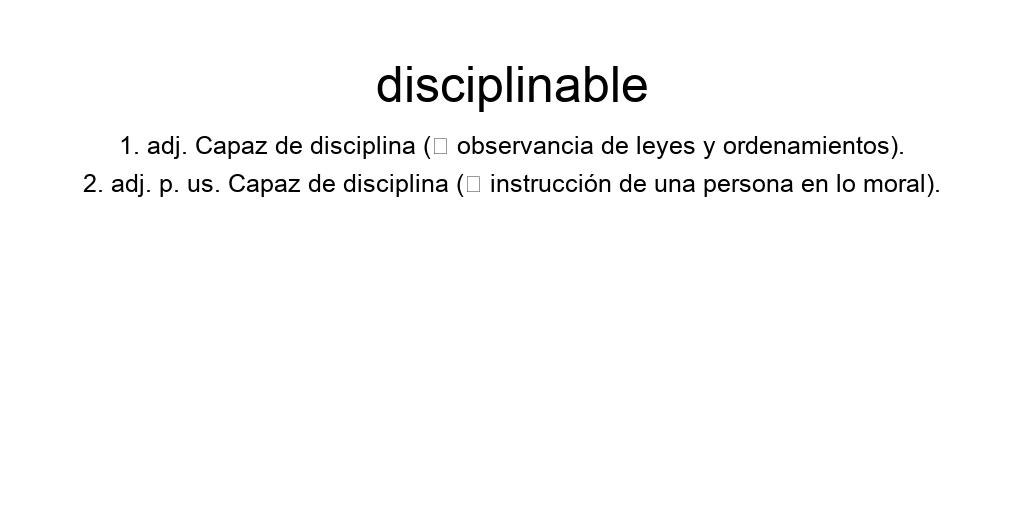 disciplinable
1. adj. Capaz de disciplina (□ observancia de leyes y ordenamientos).
2. adj. p. us. Capaz de disciplina (□ instrucción de una persona en lo moral).